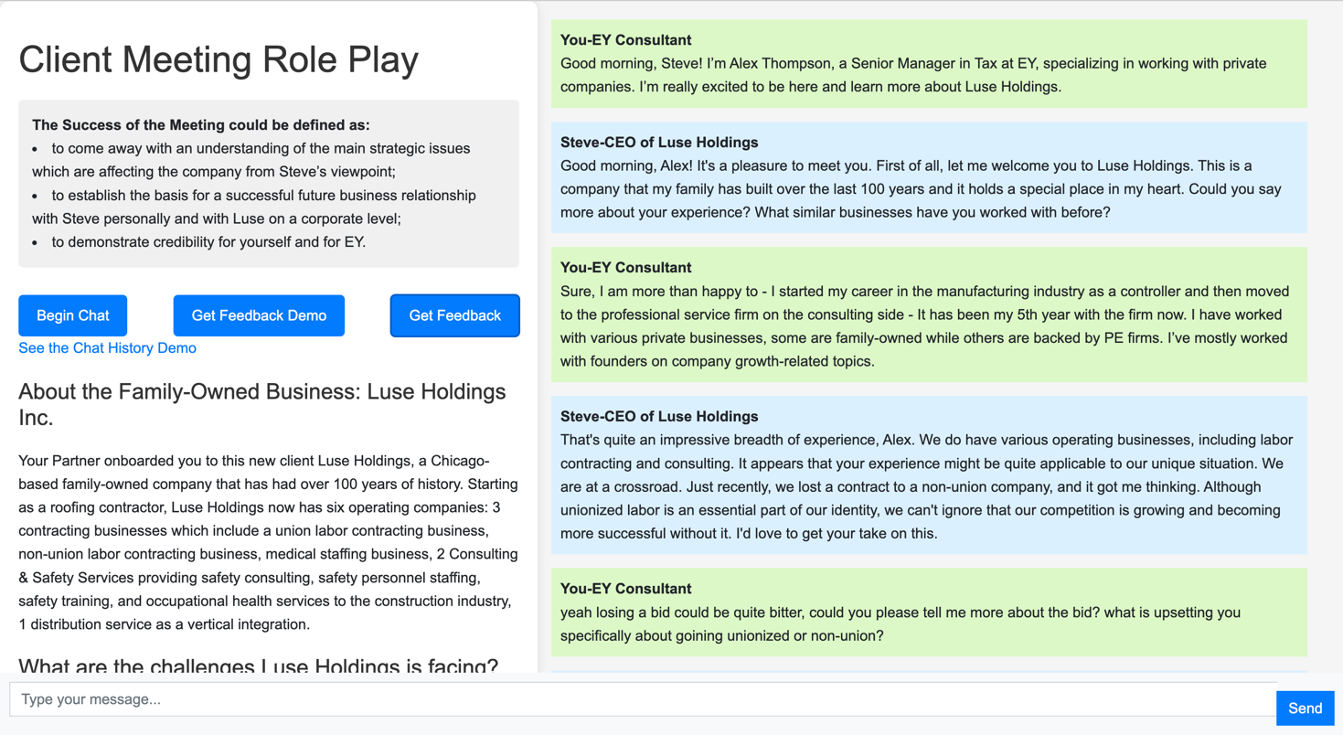 Client Meeting Role Play
The Success of the Meeting could be defined as:
• to come away with an understanding of the main strategic issues
which are affecting the company from Steve's viewpoint;
• to establish the basis for a successful future business relationship
with Steve personally and with Luse on a corporate level;
• to demonstrate credibility for yourself and for EY.
Begin Chat Get Feedback Demo Get Feedback
See the Chat History Demo
About the Family-Owned Business: Luse Holdings
Inc.
Your Partner onboarded you to this new client Luse Holdings, a Chicago-
based family-owned company that has had over 100 years of history. Starting
as a roofing contractor, Luse Holdings now has six operating companies: 3
contracting businesses which include a union labor contracting business,
non-union labor contracting business, medical staffing business, 2 Consulting
& Safety Services providing safety consulting, safety personnel staffing,
safety training, and occupational health services to the construction industry,
1 distribution service as a vertical integration.
What are the challenges Luse Holdings is facing?
You-EY Consultant
Good morning, Steve! I'm Alex Thompson, a Senior Manager in Tax at EY, specializing in working with private
companies. I'm really excited to be here and learn more about Luse Holdings.
Steve-CEO of Luse Holdings
Good morning, Alex! It's a pleasure to meet you. First of all, let me welcome you to Luse Holdings. This is a
company that my family has built over the last 100 years and it holds a special place in my heart. Could you say
more about your experience? What similar businesses have you worked with before?
You-EY Consultant
Sure, I am more than happy to - I started my career in the manufacturing industry as a controller and then moved
to the professional service firm on the consulting side - It has been my 5th year with the firm now. I have worked
with various private businesses, some are family-owned while others are backed by PE firms. I've mostly worked
with founders on company growth-related topics.
Steve-CEO of Luse Holdings
That's quite an impressive breadth of experience, Alex. We do have various operating businesses, including labor
contracting and consulting. It appears that your experience might be quite applicable to our unique situation. We
are at a crossroad. Just recently, we lost a contract to a non-union company, and it got me thinking. Although
unionized labor is an essential part of our identity, we can't ignore that our competition is growing and becoming
more successful without it. I'd love to get your take on this.
You-EY Consultant
yeah losing a bid could be quite bitter, could you please tell me more about the bid? what is upsetting you
specifically about goining unionized or non-union?
Type your message...
Send